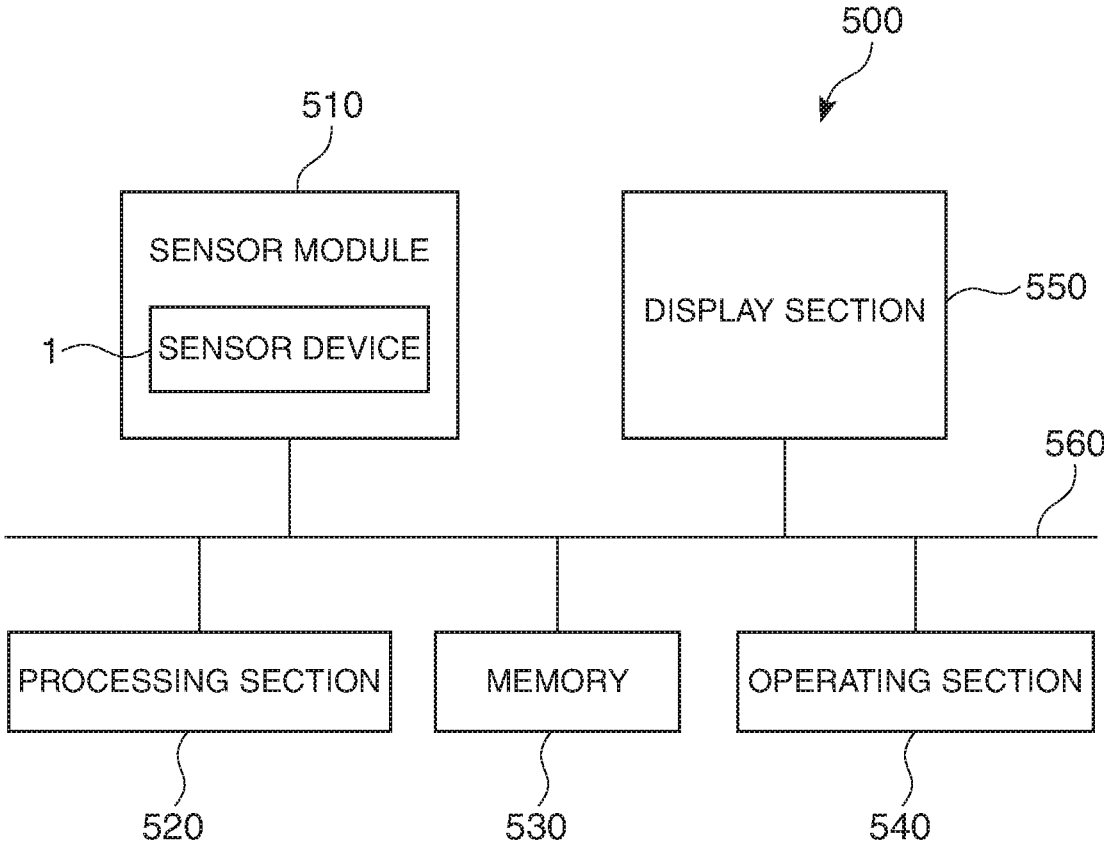 500
510
SENSOR MODULE
DISPLAY SECTION
550
1
SENSOR DEVICE
560
PROCESSING SECTION
MEMORY
OPERATING SECTION
520
530
540